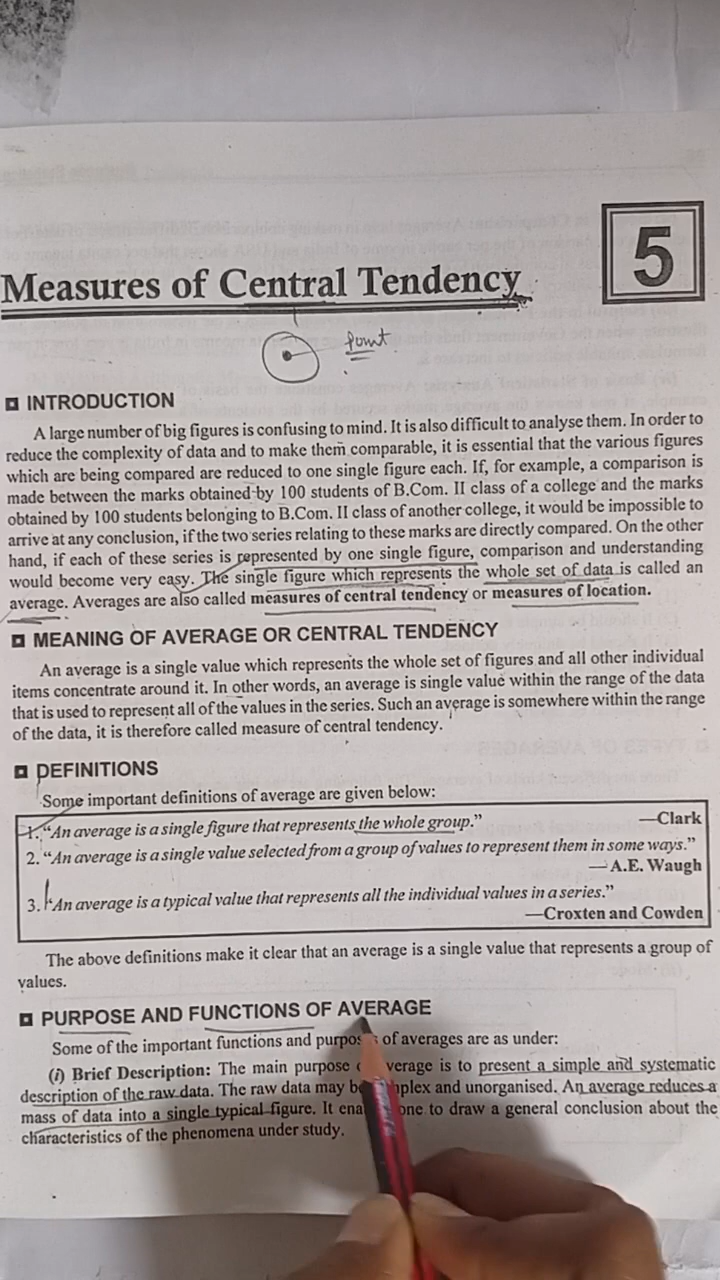 5
Measures of Central Tendency
point
INTRODUCTION
A large number of big figures is confusing to mind. It is also difficult to analyse them. In order to
reduce the complexity of data and to make them comparable, it is essential that the various figures
which are being compared are reduced to one single figure each. If, for example, a comparison is
made between the marks obtained by 100 students of B.Com. II class of a college and the marks
obtained by 100 students belonging to B.Com. II class of another college, it would be impossible to
arrive at any conclusion, if the two series relating to these marks are directly compared. On the other
hand, if each of these series is represented by one single figure, comparison and understanding
would become very easy. The single figure which represents the whole set of data is called an
average. Averages are also called measures of central tendency or measures of location.
MEANING OF AVERAGE OR CENTRAL TENDENCY
An average is a single value which represents the whole set of figures and all other individual
items concentrate around it. In other words, an average is single value within the range of the data
that is used to represent all of the values in the series. Such an average is somewhere within the range
of the data, it is therefore called measure of central tendency.
DEFINITIONS
Some important definitions of average are given below:
1. “An average is a single figure that represents the whole group.” —Clark
2. “An average is a single value selected from a group of values to represent them in some ways.”
—A.E. Waugh
3. “An average is a typical value that represents all the individual values in a series.”
—Croxten and Cowden
The above definitions make it clear that an average is a single value that represents a group of
values.
PURPOSE AND FUNCTIONS OF AVERAGE
Some of the important functions and purposes of averages are as under:
(i) Brief Description: The main purpose of average is to present a simple and systematic
description of the raw data. The raw data may be complex and unorganised. An average reduces a
mass of data into a single typical figure. It enables one to draw a general conclusion about the
characteristics of the phenomena under study.